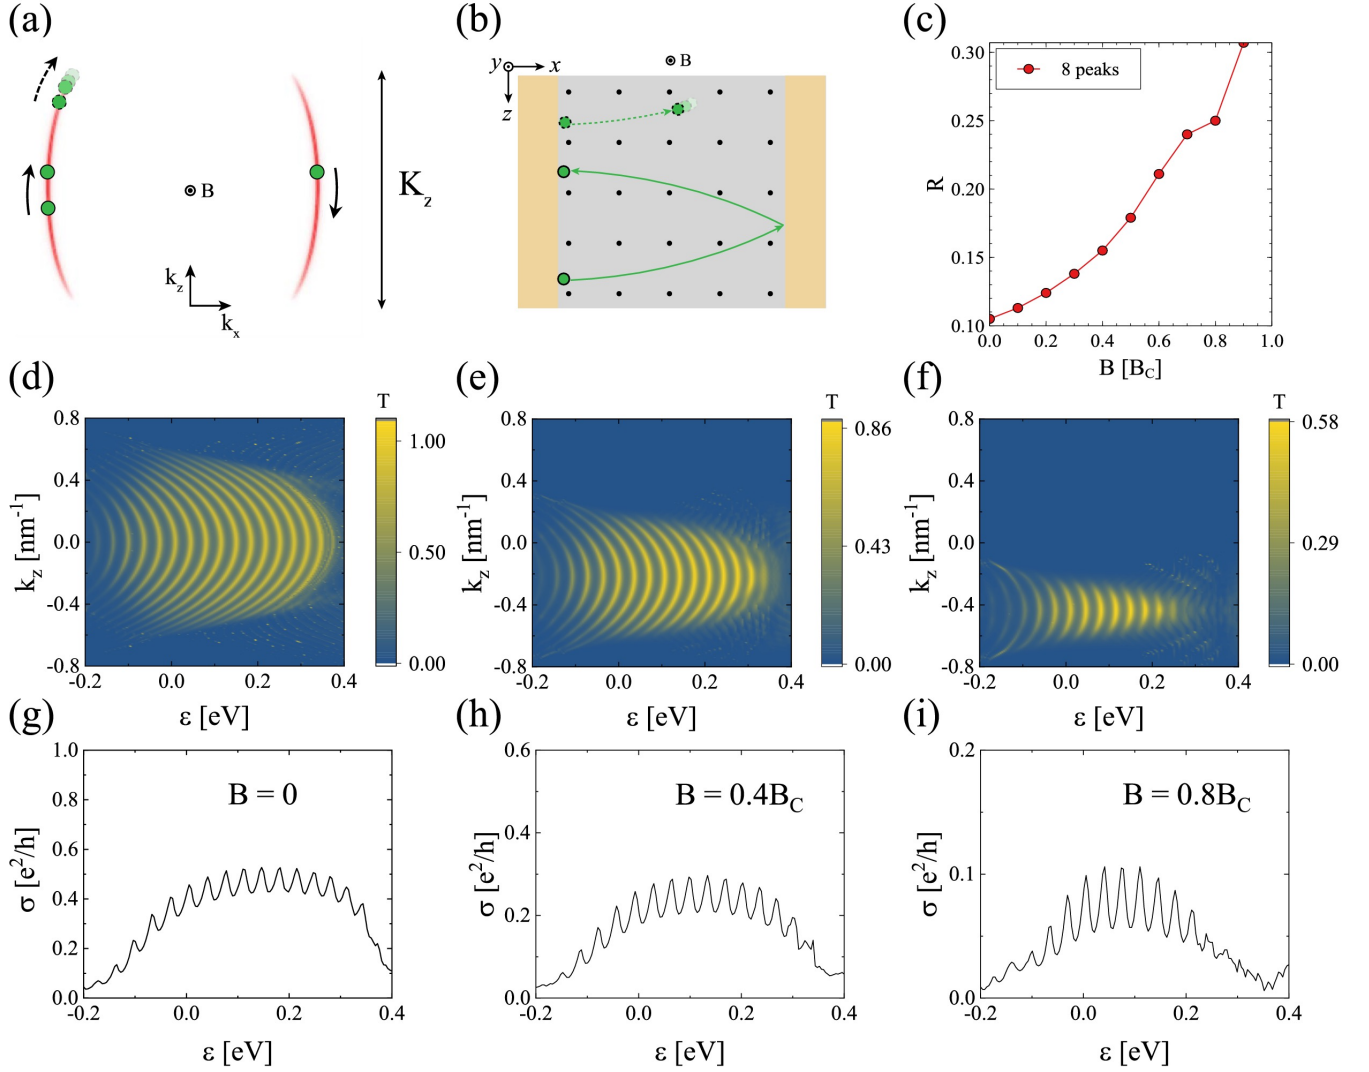 (a)
B
K_z
k_z
k_x
(b)
B
y
x
z
(c)
8 peaks
R
0.30
0.25
0.20
0.15
0.10
0.0 0.2 0.4 0.6 0.8 1.0
B [B_C]
(d)
T
1.00
0.50
0.00
k_z [nm⁻¹]
0.8
0.4
0.0
-0.4
-0.8
-0.2 0.0 0.2 0.4
ε [eV]
(e)
T
0.86
0.43
0.00
k_z [nm⁻¹]
0.8
0.4
0.0
-0.4
-0.8
-0.2 0.0 0.2 0.4
ε [eV]
(f)
T
0.58
0.29
0.00
k_z [nm⁻¹]
0.8
0.4
0.0
-0.4
-0.8
-0.2 0.0 0.2 0.4
ε [eV]
(g)
B = 0
σ [e²/h]
1.0
0.8
0.6
0.4
0.2
0.0
-0.2 0.0 0.2 0.4
ε [eV]
(h)
B = 0.4B_C
σ [e²/h]
0.6
0.4
0.2
0.0
-0.2 0.0 0.2 0.4
ε [eV]
(i)
B = 0.8B_C
σ [e²/h]
0.2
0.1
0.0
-0.2 0.0 0.2 0.4
ε [eV]